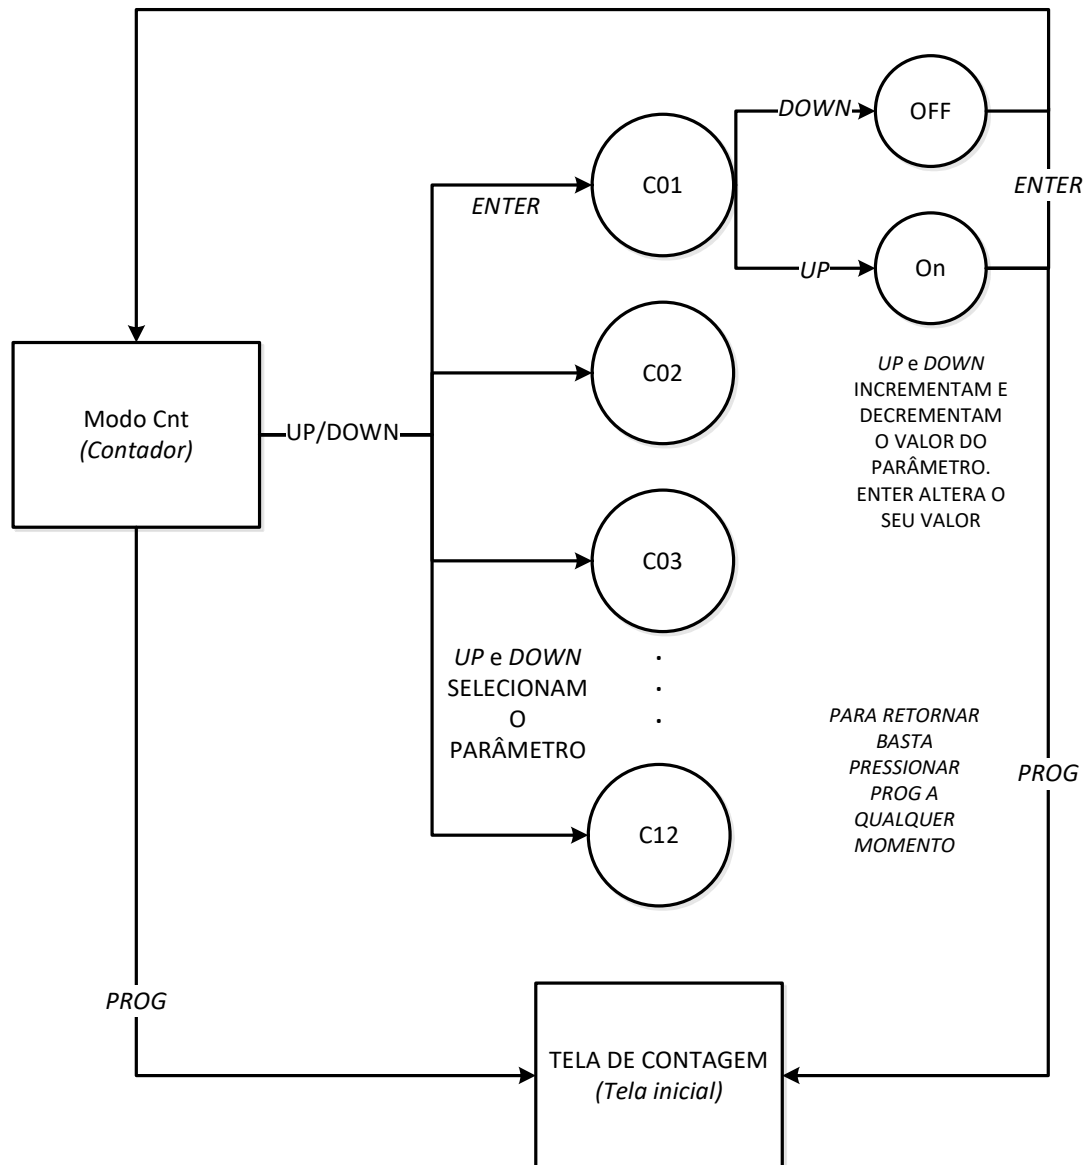 DOWN
OFF
C01
ENTER
ENTER
UP
On
UP e DOWN
INCREMENTAM E
DECREMENTAM
O VALOR DO
PARÂMETRO.
ENTER ALTERA O
SEU VALOR
C02
Modo Cnt
(Contador)
UP/DOWN
C03
UP e DOWN
SELECIONAM
O
PARÂMETRO
.
.
.
PARA RETORNAR
BASTA
PRESSIONAR
PROG A
QUALQUER
MOMENTO
PROG
C12
PROG
TELA DE CONTAGEM
(Tela inicial)